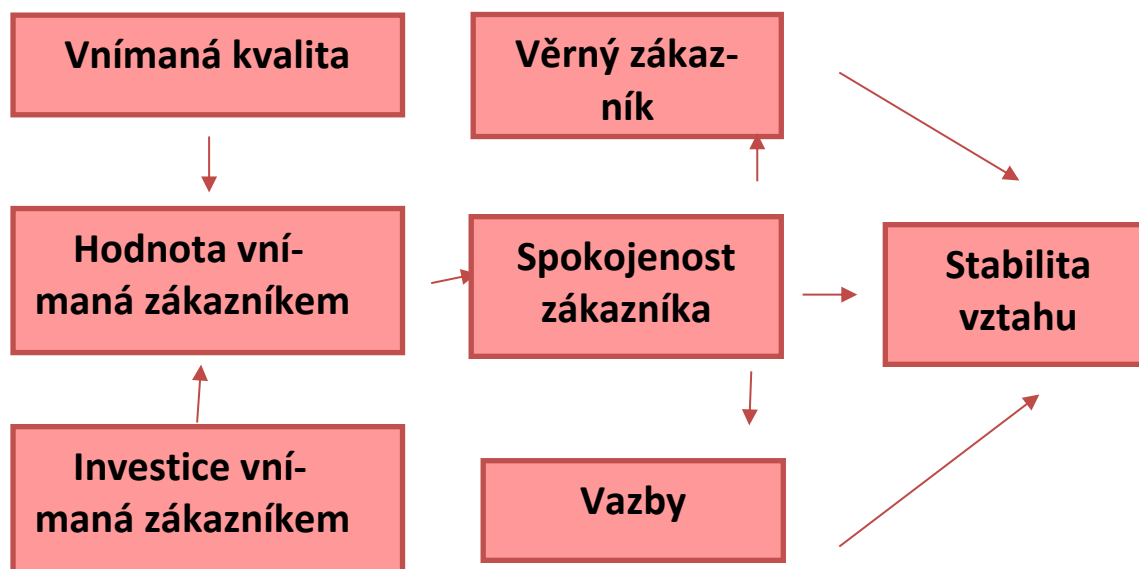 Vnímaná kvalita
Věrný zákaz-
ník
Hodnota vní-
maná zákazníkem
Spokojenost
zákazníka
Stabilita
vztahu
Investice vní-
maná zákazníkem
Vazby